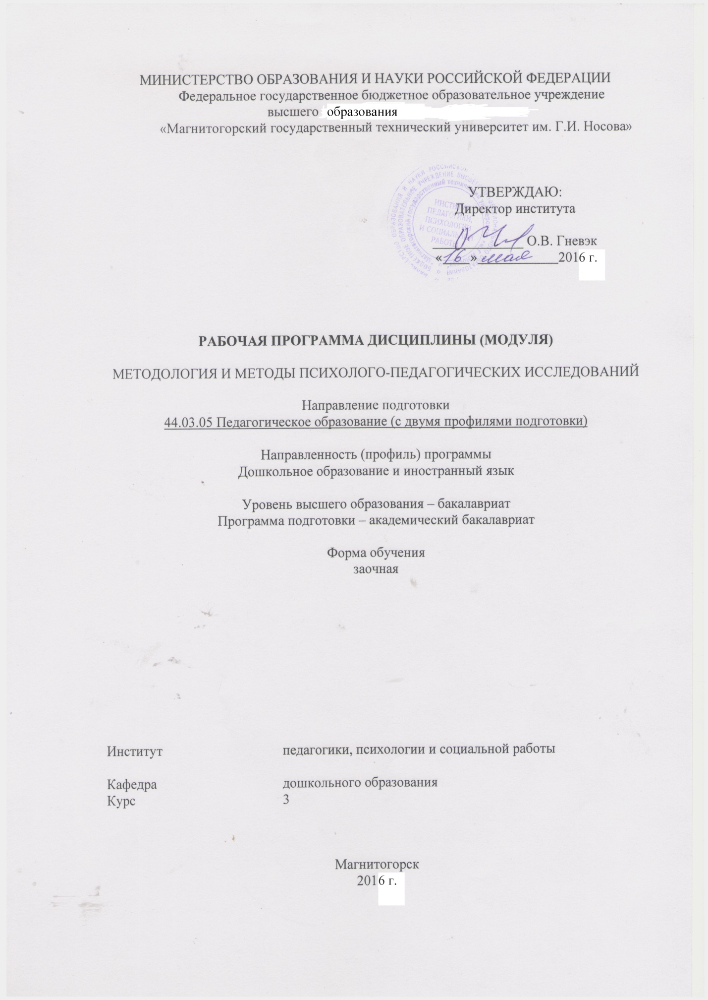 МИНИСТЕРСТВО ОБРАЗОВАНИЯ И НАУКИ РОССИЙСКОЙ ФЕДЕРАЦИИ
Федеральное государственное бюджетное образовательное учреждение
высшего образования
«Магнитогорский государственный технический университет им. Г.И. Носова»
УТВЕРЖДАЮ:
Директор института
ИНСТИТУТ
ПЕДАГОГИКИ,
ПСИХОЛОГИИ
И СОЦИАЛЬНОЙ
РАБОТЫ
О.В. Гневэк
«16» мая 2016 г.
РАБОЧАЯ ПРОГРАММА ДИСЦИПЛИНЫ (МОДУЛЯ)
МЕТОДОЛОГИЯ И МЕТОДЫ ПСИХОЛОГО-ПЕДАГОГИЧЕСКИХ ИССЛЕДОВАНИЙ
Направление подготовки
44.03.05 Педагогическое образование (с двумя профилями подготовки)
Направленность (профиль) программы
Дошкольное образование и иностранный язык
Уровень высшего образования – бакалавриат
Программа подготовки – академический бакалавриат
Форма обучения
заочная
Институт педагогики, психологии и социальной работы
Кафедра дошкольного образования
Курс 3
Магнитогорск
2016 г.